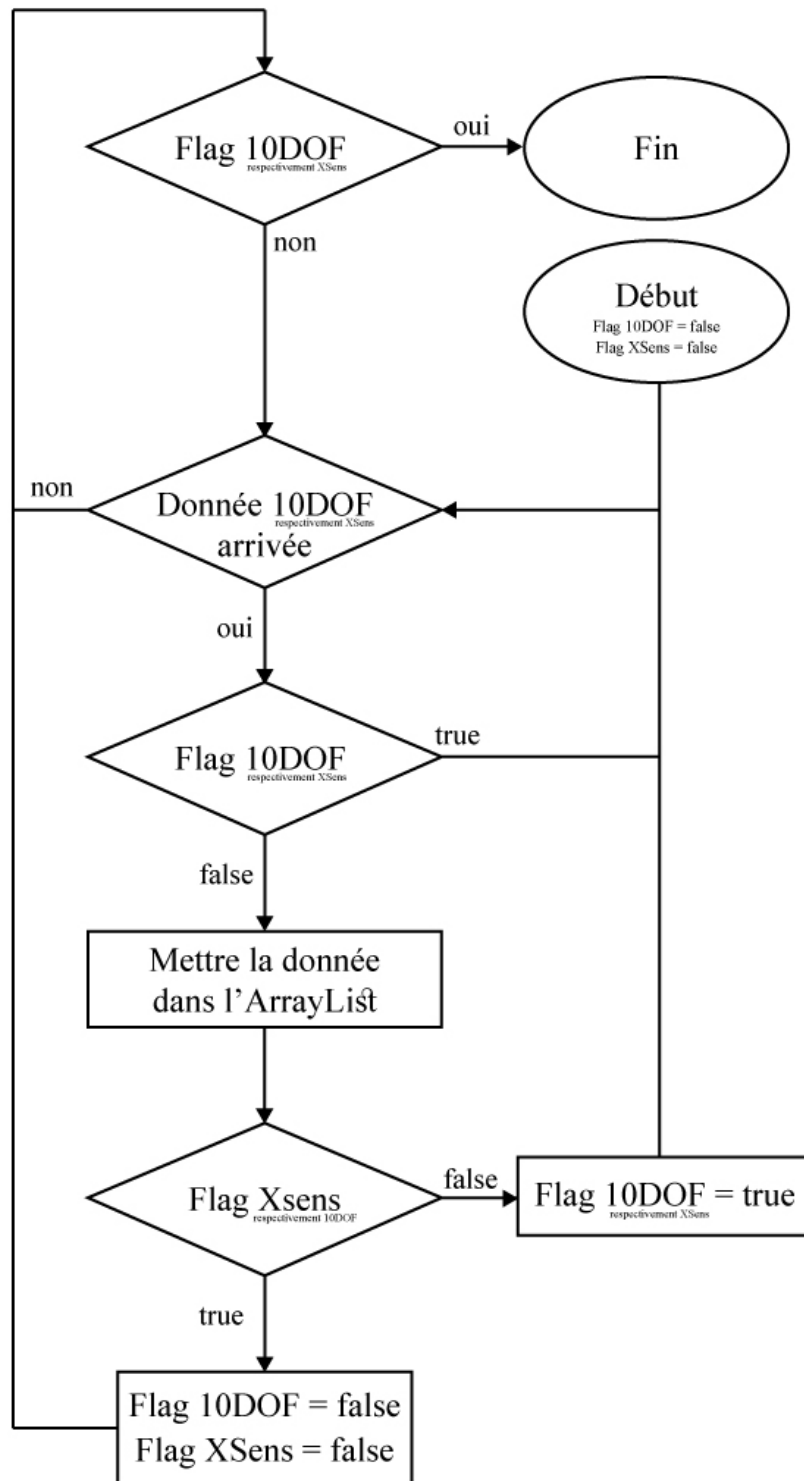 Flag 10DOF
respectivement XSens
oui
Fin
non
Début
Flag 10DOF = false
Flag XSens = false
non
Donnée 10DOF
respectivement XSens
arrivée
oui
Flag 10DOF
respectivement XSens
true
false
Mettre la donnée
dans l'ArrayList
Flag Xsens
respectivement 10DOF
false
Flag 10DOF = true
respectivement XSens
true
Flag 10DOF = false
Flag XSens = false